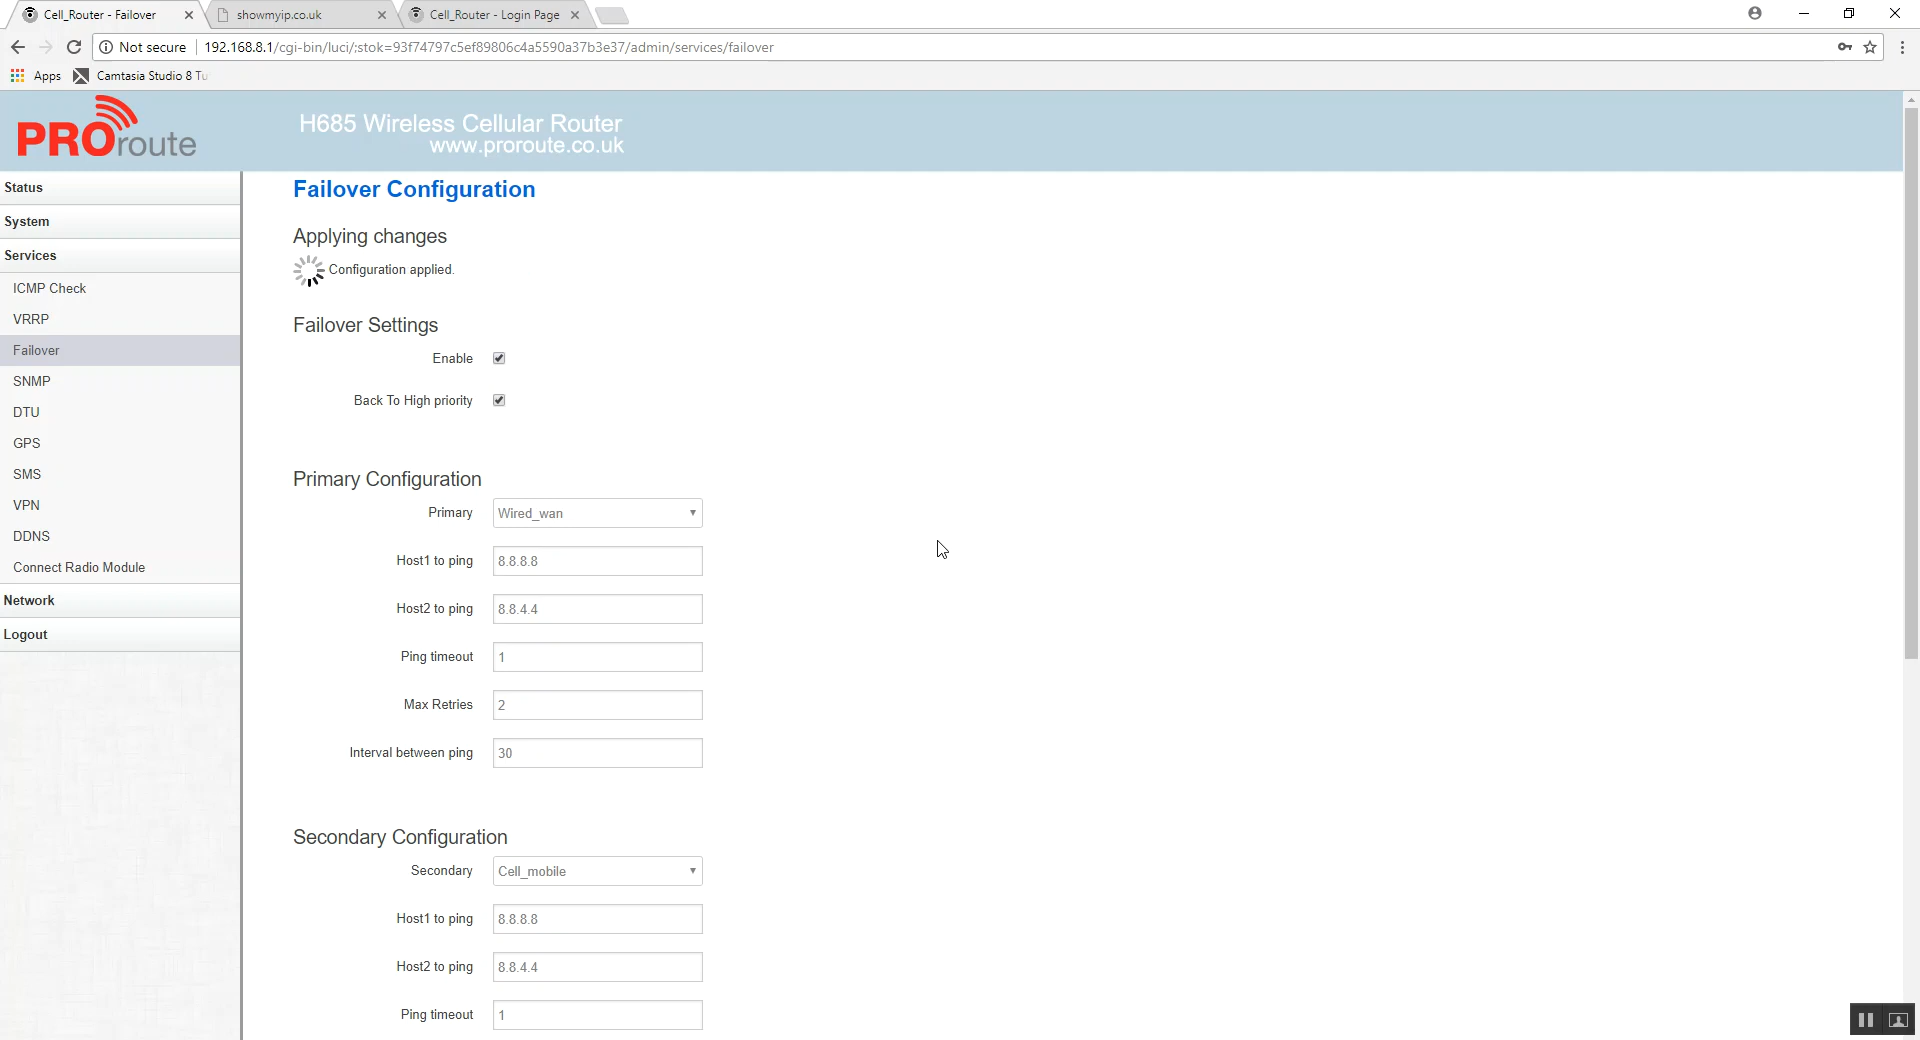 Cell_Router - Failover
showmyip.co.uk
Cell_Router - Login Page
Not secure
192.168.8.1/cgi-bin/luci/;stok=93f74797c5ef89806c4a5590a37b3e37/admin/services/failover
Apps
Camtasia Studio 8 Tu
PROroute
H685 Wireless Cellular Router
www.proroute.co.uk
Status
System
Services
ICMP Check
VRRP
Failover
SNMP
DTU
GPS
SMS
VPN
DDNS
Connect Radio Module
Network
Logout
Failover Configuration
Applying changes
Configuration applied.
Failover Settings
Enable
Back To High priority
Primary Configuration
Primary Wired_wan
Host1 to ping 8.8.8.8
Host2 to ping 8.8.4.4
Ping timeout 1
Max Retries 2
Interval between ping 30
Secondary Configuration
Secondary Cell_mobile
Host1 to ping 8.8.8.8
Host2 to ping 8.8.4.4
Ping timeout 1